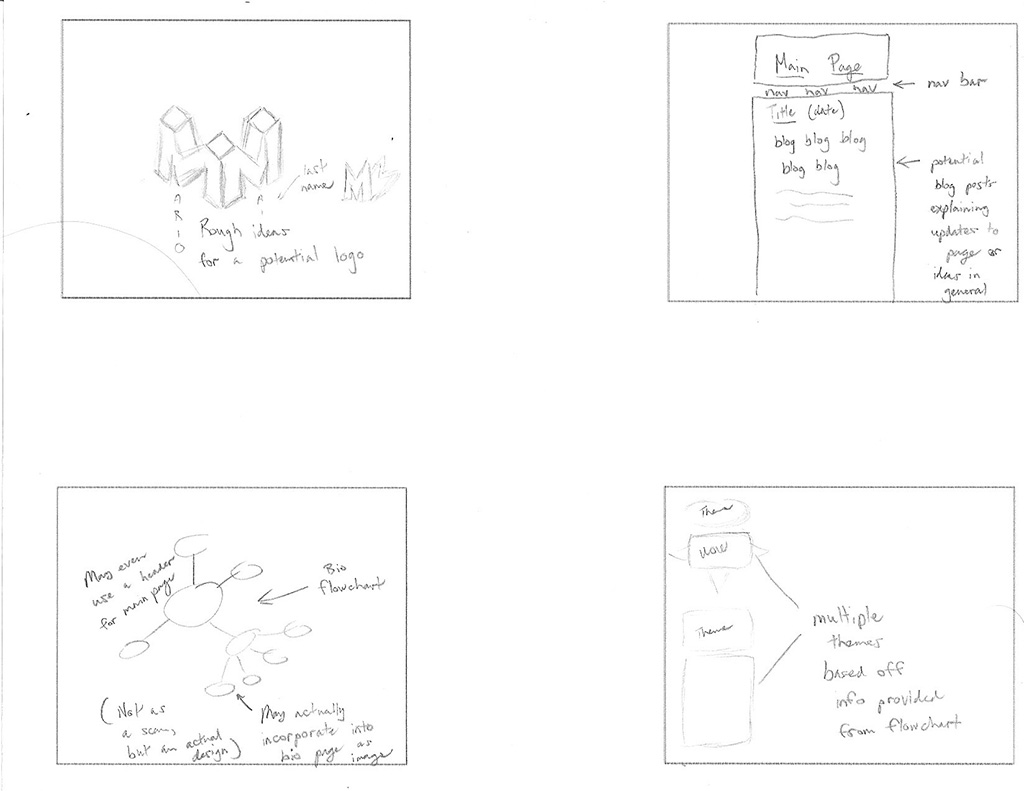 MM
A
R
I
O
A
I
last
name
M
Rough ideas
for a potential logo
Main Page
nav nav nav
nav bar
Title (date)
blog blog blog
blog blog
potential
blog posts
explaining
updates to
page or
ideas in
general
May even
use a header
for main page
Bio
flowchart
(Not as
a scan,
but an actual
design)
May actually
incorporate into
bio page as
image
Theme
Theme
multiple
themes
based off
info provided
from flowchart